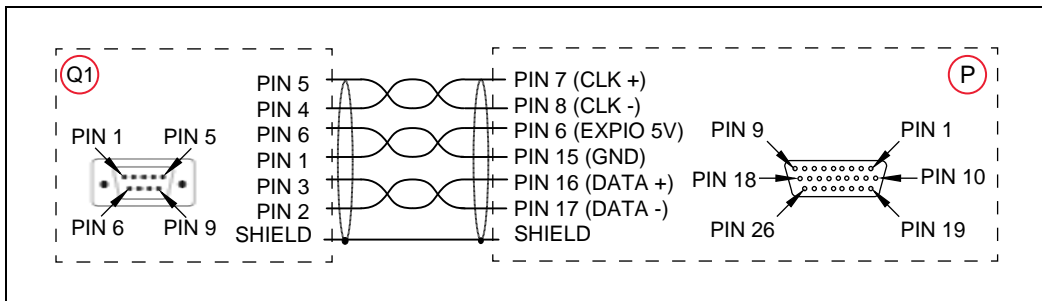 Q1
PIN 5
PIN 4
PIN 6
PIN 1
PIN 3
PIN 2
SHIELD
PIN 1
PIN 5
PIN 6
PIN 9
P
PIN 7 (CLK +)
PIN 8 (CLK -)
PIN 6 (EXPIO 5V)
PIN 15 (GND)
PIN 16 (DATA +)
PIN 17 (DATA -)
SHIELD
PIN 9
PIN 1
PIN 18
PIN 10
PIN 26
PIN 19